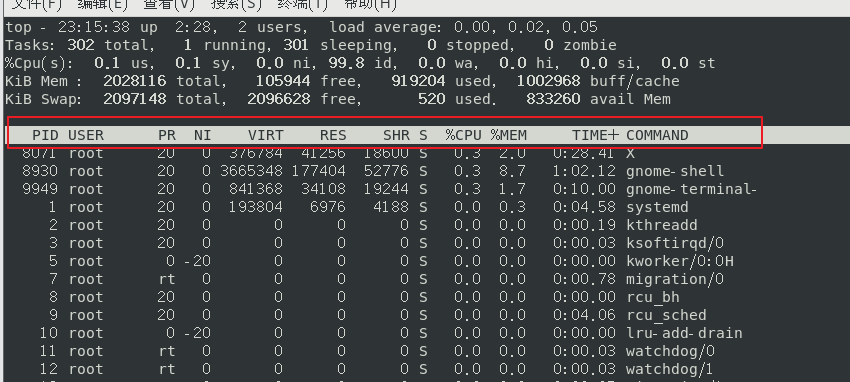 文件(F) 编辑(E) 查看(V) 搜索(S) 终端(T) 帮助(H)
top - 23:15:38 up 2:28, 2 users, load average: 0.00, 0.02, 0.05
Tasks: 302 total, 1 running, 301 sleeping, 0 stopped, 0 zombie
%Cpu(s): 0.1 us, 0.1 sy, 0.0 ni, 99.8 id, 0.0 wa, 0.0 hi, 0.0 si, 0.0 st
KiB Mem : 2028116 total, 105944 free, 919204 used, 1002968 buff/cache
KiB Swap: 2097148 total, 2096628 free, 520 used. 833260 avail Mem
PID USER PR NI VIRT RES SHR S %CPU %MEM TIME+ COMMAND
8071 root 20 0 376784 41256 18600 S 0.3 2.0 0:28.41 X
8930 root 20 0 3665348 177404 52776 S 0.3 8.7 1:02.12 gnome-shell
9949 root 20 0 841368 34108 19244 S 0.3 1.7 0:10.00 gnome-terminal-
1 root 20 0 193804 6976 4188 S 0.0 0.3 0:04.58 systemd
2 root 20 0 0 0 0 S 0.0 0.0 0:00.19 kthreadd
3 root 20 0 0 0 0 S 0.0 0.0 0:00.03 ksoftirqd/0
5 root 0 -20 0 0 0 S 0.0 0.0 0:00.00 kworker/0:0H
7 root rt 0 0 0 0 S 0.0 0.0 0:00.78 migration/0
8 root 20 0 0 0 0 S 0.0 0.0 0:00.00 rcu_bh
9 root 20 0 0 0 0 S 0.0 0.0 0:04.06 rcu_sched
10 root 0 -20 0 0 0 S 0.0 0.0 0:00.00 lru-add-drain
11 root rt 0 0 0 0 S 0.0 0.0 0:00.03 watchdog/0
12 root rt 0 0 0 0 S 0.0 0.0 0:00.03 watchdog/1